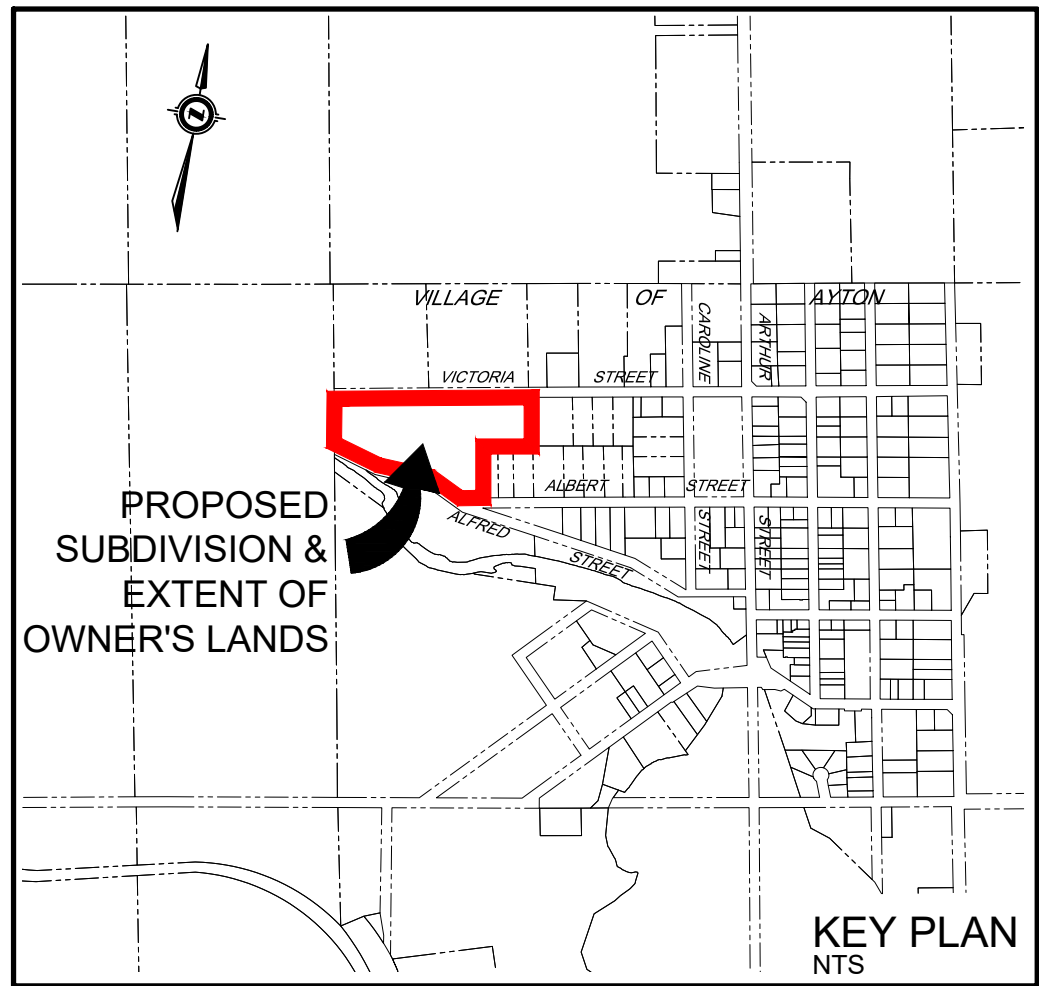 N
VILLAGE OF AYTON
CAROLINE STREET
ARTHUR STREET
VICTORIA STREET
ALBERT STREET
ALFRED STREET
PROPOSED
SUBDIVISION &
EXTENT OF
OWNER'S LANDS
KEY PLAN
NTS